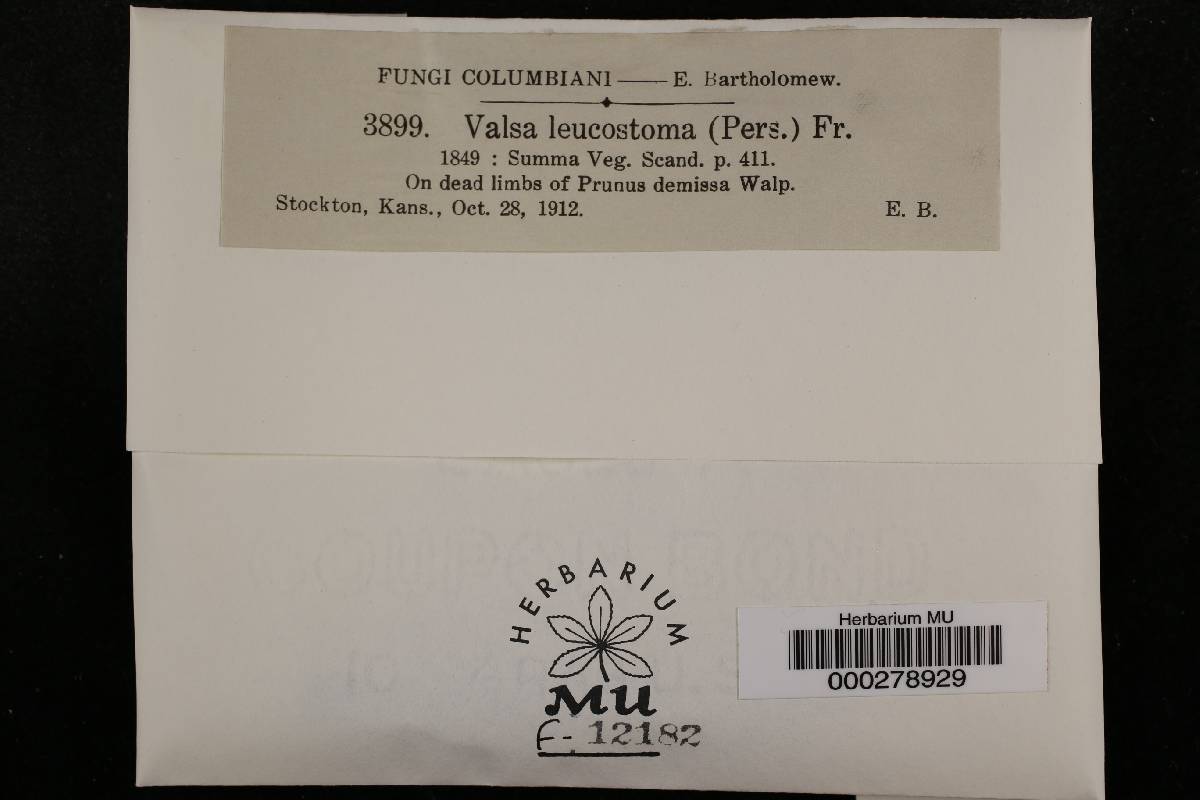 FUNGI COLUMBIANI — E. Bartholomew.
3899. Valsa leucostoma (Pers.) Fr.
1849 : Summa Veg. Scand. p. 411.
On dead limbs of Prunus demissa Walp.
Stockton, Kans., Oct. 28, 1912. E. B.
HERBARIUM
MU
F- 12182
Herbarium MU
000278929